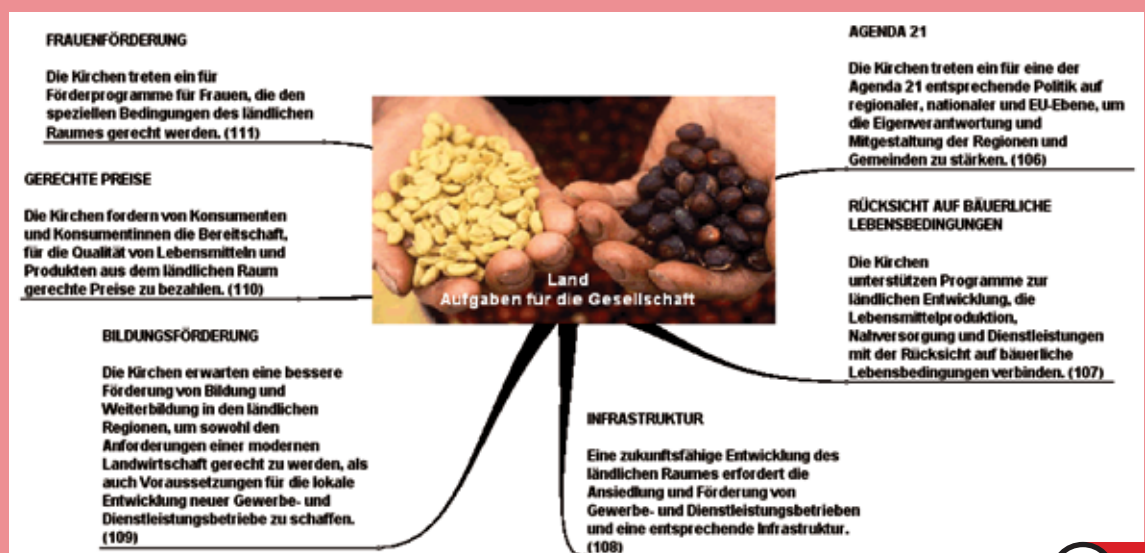 FRAUENFÖRDERUNG
Die Kirchen treten ein für
Förderprogramme für Frauen, die den
speziellen Bedingungen des ländlichen
Raumes gerecht werden. (111)
GERECHTE PREISE
Die Kirchen fordern von Konsumenten
und Konsumentinnen die Bereitschaft,
für die Qualität von Lebensmitteln und
Produkten aus dem ländlichen Raum
gerechte Preise zu bezahlen. (110)
BILDUNGSFÖRDERUNG
Die Kirchen erwarten eine bessere
Förderung von Bildung und
Weiterbildung in den ländlichen
Regionen, um sowohl den
Anforderungen einer modernen
Landwirtschaft gerecht zu werden, als
auch Voraussetzungen für die lokale
Entwicklung neuer Gewerbe- und
Dienstleistungsbetriebe zu schaffen.
(109)
Land
Aufgaben für die Gesellschaft
INFRASTRUKTUR
Eine zukunftsfähige Entwicklung des
ländlichen Raumes erfordert die
Ansiedlung und Förderung von
Gewerbe- und Dienstleistungsbetrieben
und eine entsprechende Infrastruktur.
(108)
AGENDA 21
Die Kirchen treten ein für eine der
Agenda 21 entsprechende Politik auf
regionaler, nationaler und EU-Ebene, um
die Eigenverantwortung und
Mitgestaltung der Regionen und
Gemeinden zu stärken. (106)
RÜCKSICHT AUF BÄUERLICHE
LEBENSBEDINGUNGEN
Die Kirchen
unterstützen Programme zur
ländlichen Entwicklung, die
Lebensmittelproduktion,
Nahversorgung und Dienstleistungen
mit der Rücksicht auf bäuerliche
Lebensbedingungen verbinden. (107)